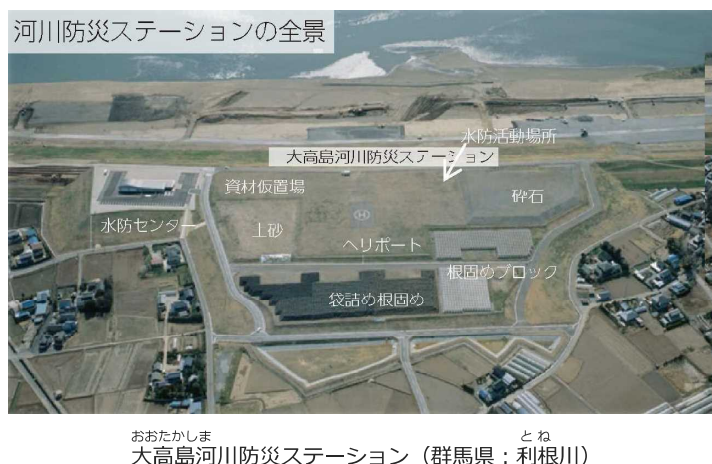 河川防災ステーションの全景
水防活動場所
大高島河川防災ステーション
資材仮置場
砕石
水防センター
土砂
H
ヘリポート
根固めブロック
袋詰め根固め
おおたかしま とね
大高島河川防災ステーション（群馬県：利根川）